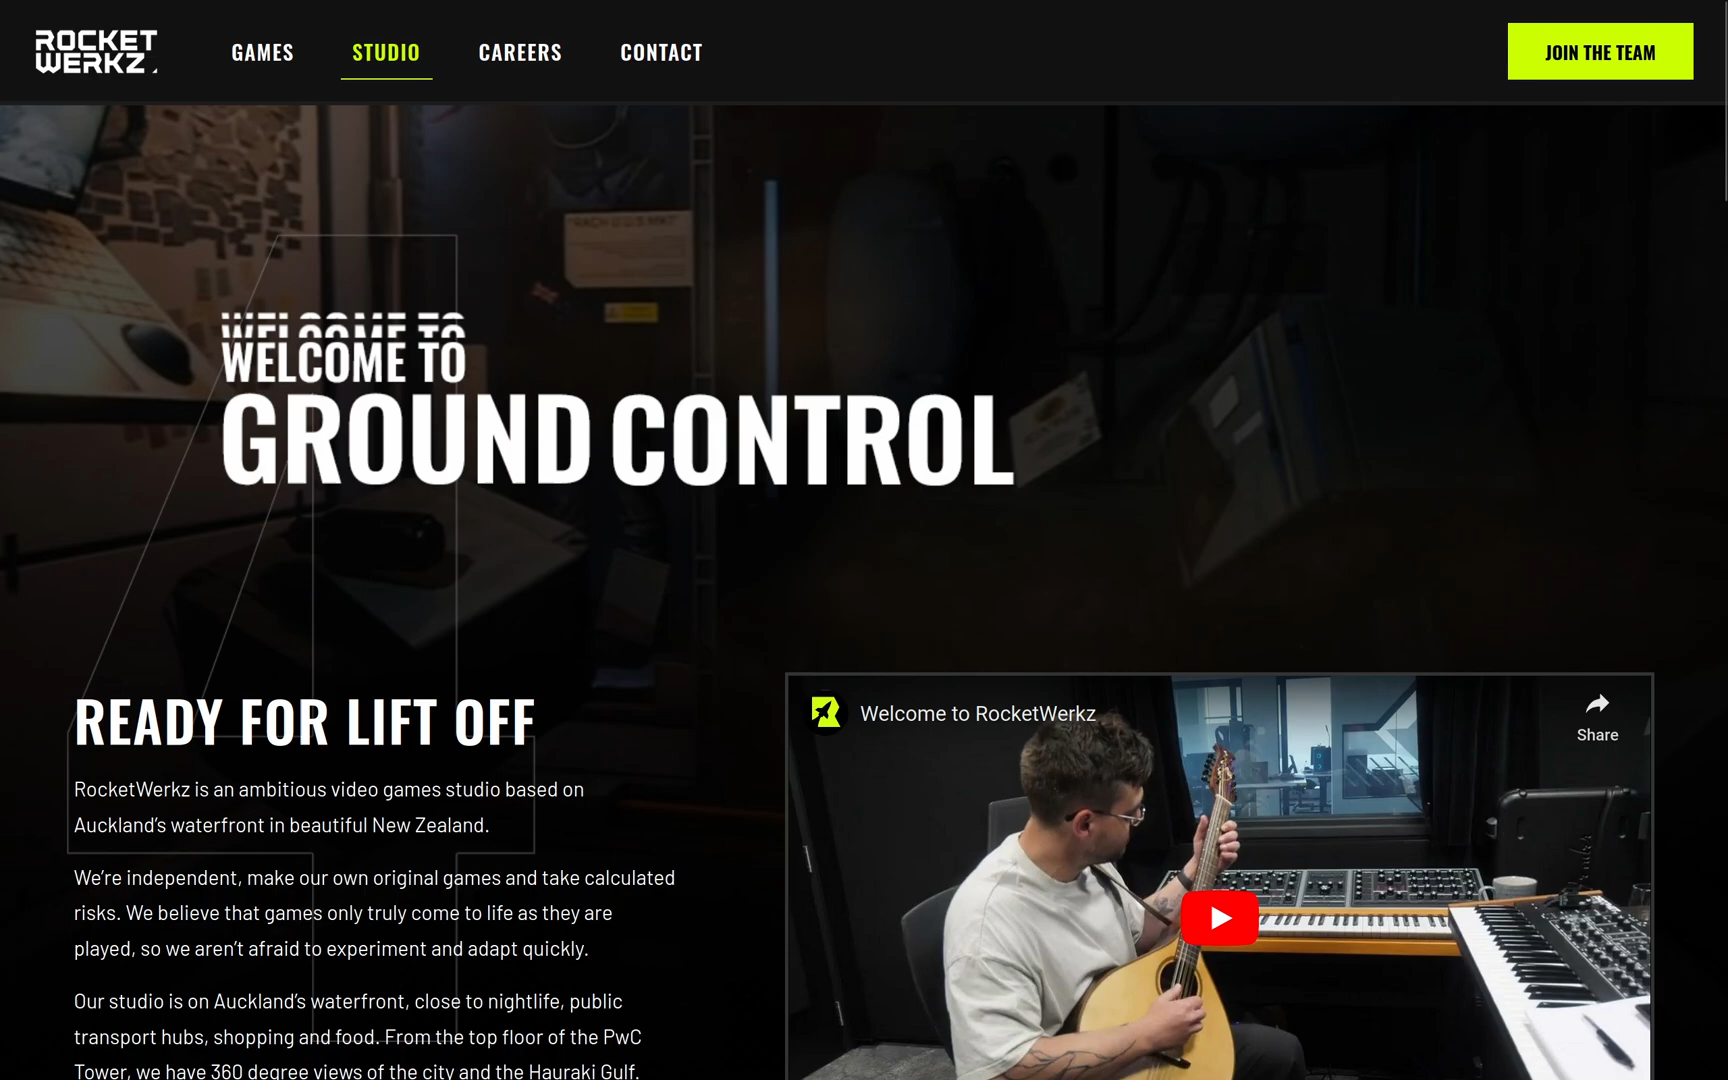 ROCKET
WERKZ
GAMES
STUDIO
CAREERS
CONTACT
JOIN THE TEAM
WELCOME TO
WELCOME TO
GROUND CONTROL
READY FOR LIFT OFF
RocketWerkz is an ambitious video games studio based on
Auckland’s waterfront in beautiful New Zealand.
We’re independent, make our own original games and take calculated
risks. We believe that games only truly come to life as they are
played, so we aren’t afraid to experiment and adapt quickly.
Our studio is on Auckland’s waterfront, close to nightlife, public
transport hubs, shopping and food. From the top floor of the PwC
Tower, we have 360 degree views of the city and the Hauraki Gulf.
Welcome to RocketWerkz
Share